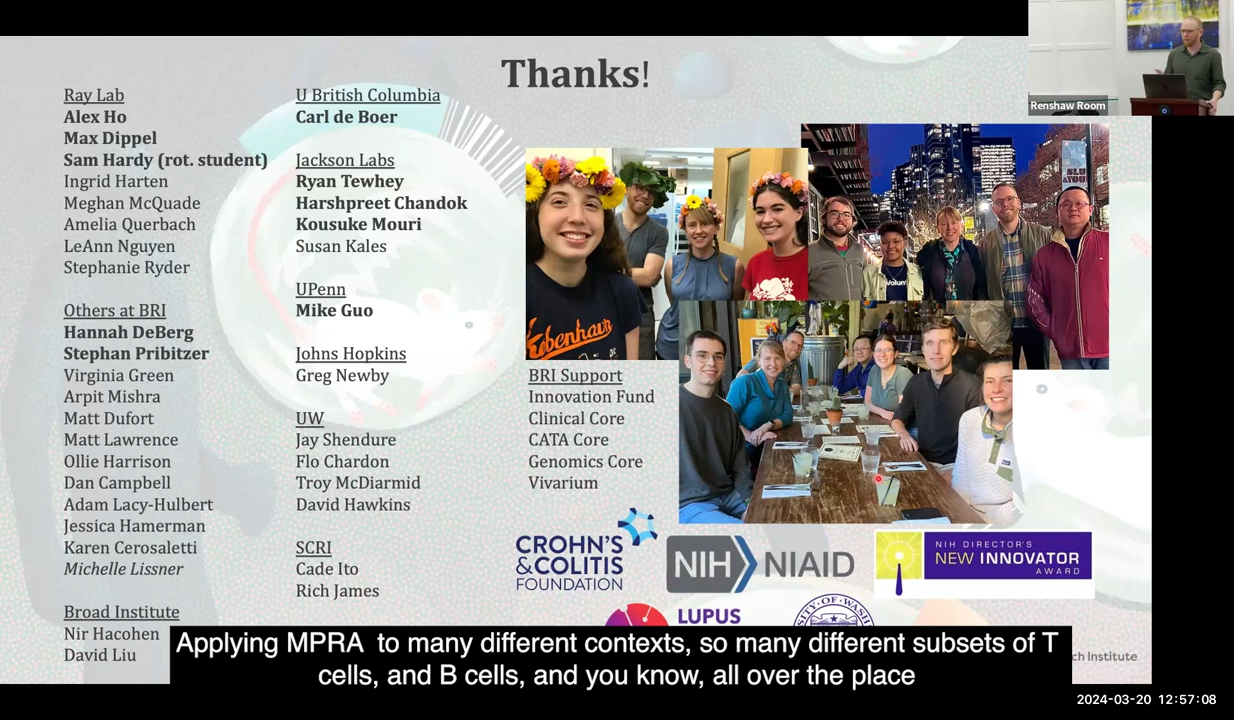 Thanks!
Renshaw Room
Ray Lab
Alex Ho
Max Dippel
Sam Hardy (rot. student)
Ingrid Harten
Meghan McQuade
Amelia Querbach
LeAnn Nguyen
Stephanie Ryder
Others at BRI
Hannah DeBerg
Stephan Pribitzer
Virginia Green
Arpit Mishra
Matt Dufort
Matt Lawrence
Ollie Harrison
Dan Campbell
Adam Lacy-Hulbert
Jessica Hamerman
Karen Cerosaletti
Michelle Lissner
Broad Institute
Nir Hacohen
David Liu
U British Columbia
Carl de Boer
Jackson Labs
Ryan Tewhey
Harshpreet Chandok
Kousuke Mouri
Susan Kales
UPenn
Mike Guo
Johns Hopkins
Greg Newby
UW
Jay Shendure
Flo Chardon
Troy McDiarmid
David Hawkins
SCRI
Cade Ito
Rich James
København
BRI Support
Innovation Fund
Clinical Core
CATA Core
Genomics Core
Vivarium
CROHN'S
&COLITIS
FOUNDATION
NIH NIAID
NIH DIRECTOR'S
NEW INNOVATOR
AWARD
LUPUS
Applying MPRA to many different contexts, so many different subsets of T
cells, and B cells, and you know, all over the place
Institute
2024-03-20 12:57:08